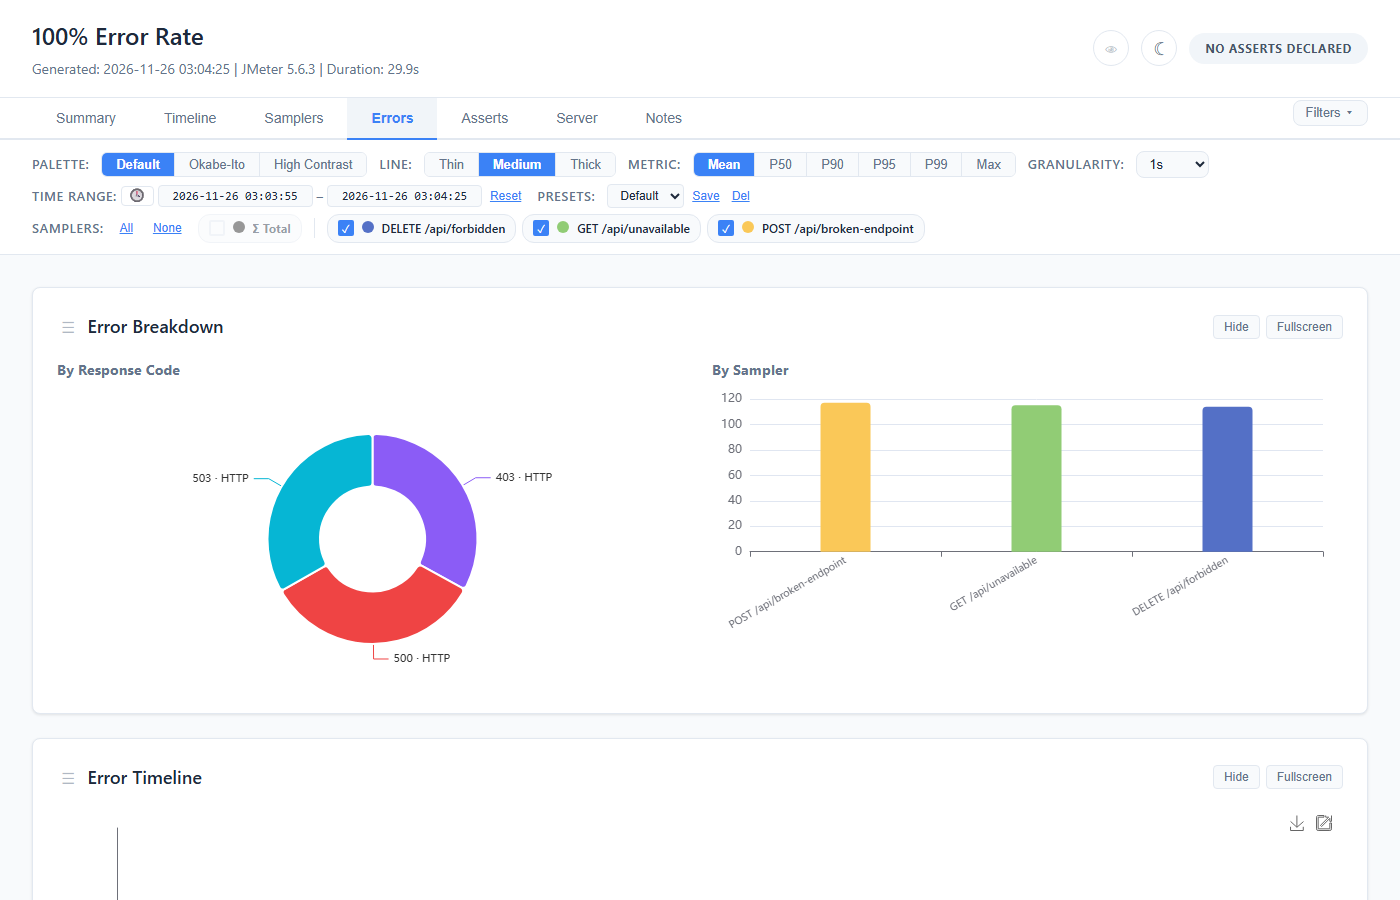 100% Error Rate
Generated: 2026-11-26 03:04:25 | JMeter 5.6.3 | Duration: 29.9s
NO ASSERTS DECLARED
Summary Timeline Samplers Errors Asserts Server Notes Filters
PALETTE: Default Okabe-Ito High Contrast LINE: Thin Medium Thick METRIC: Mean P50 P90 P95 P99 Max GRANULARITY: 1s
TIME RANGE: 2026-11-26 03:03:55 – 2026-11-26 03:04:25 Reset PRESETS: Default Save Del
SAMPLERS: All None Σ Total DELETE /api/forbidden GET /api/unavailable POST /api/broken-endpoint
Error Breakdown
Hide Fullscreen
By Response Code
503 · HTTP
403 · HTTP
500 · HTTP
By Sampler
120
100
80
60
40
20
0
POST /api/broken-endpoint
GET /api/unavailable
DELETE /api/forbidden
Error Timeline
Hide Fullscreen